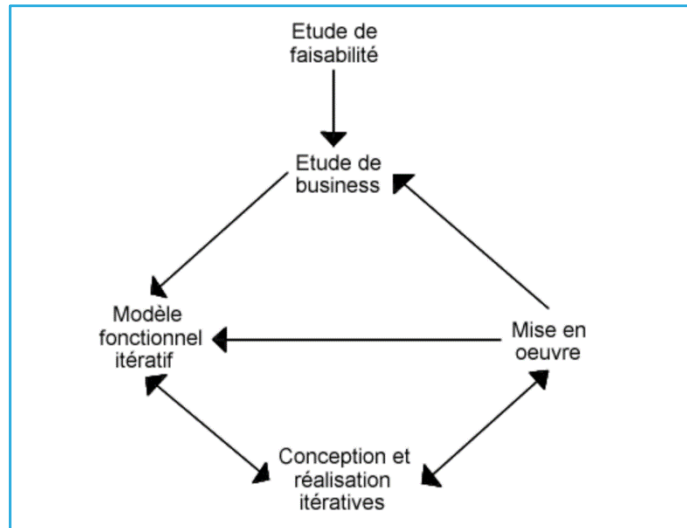 Etude de
faisabilité
Etude de
business
Modèle
fonctionnel
itératif
Mise en
oeuvre
Conception et
réalisation
itératives